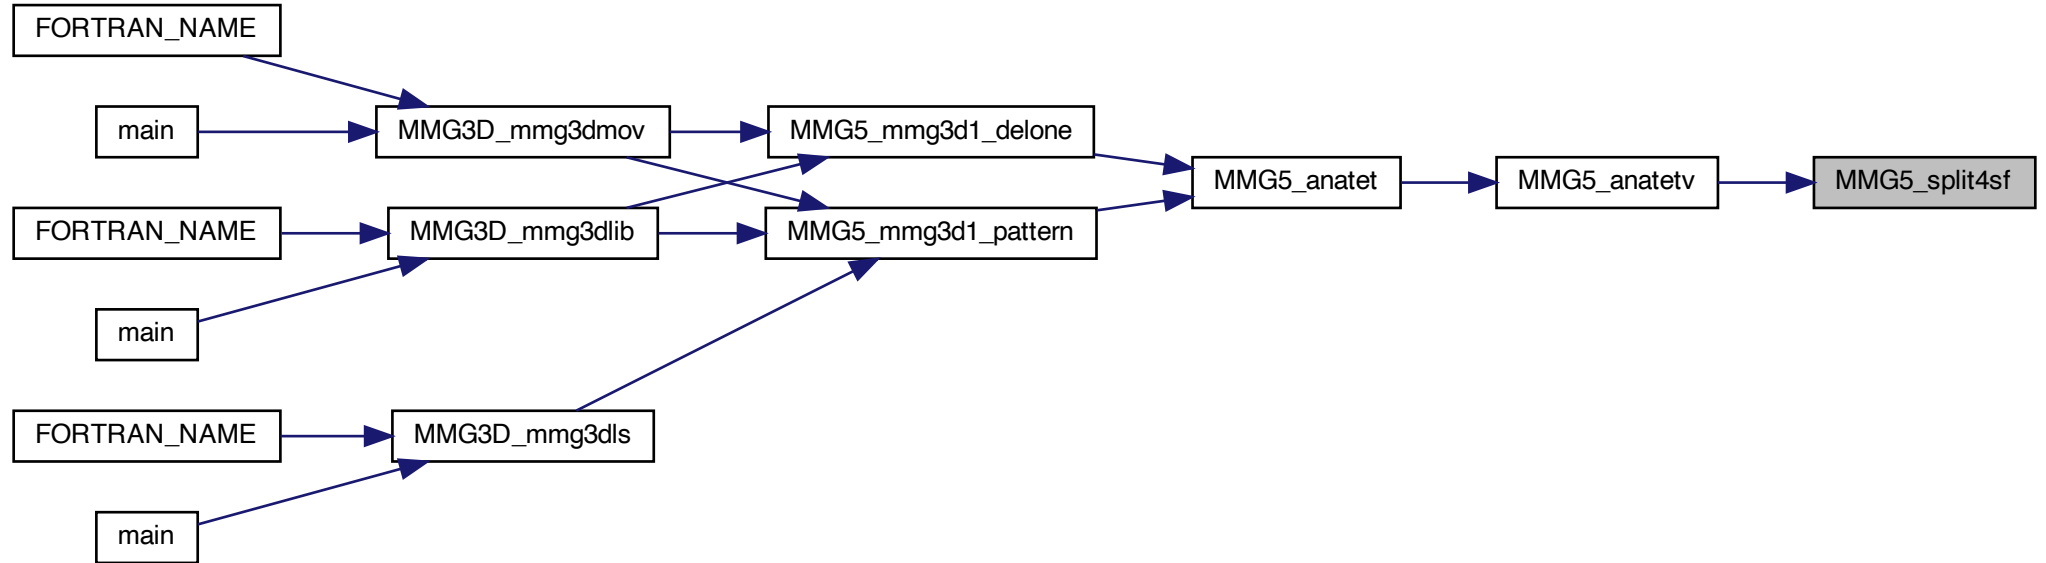 FORTRAN_NAME
main
MMG3D_mmg3dmov
MMG5_mmg3d1_delone
MMG5_anatet
MMG5_anatetv
MMG5_split4sf
FORTRAN_NAME
MMG3D_mmg3dlib
MMG5_mmg3d1_pattern
main
FORTRAN_NAME
MMG3D_mmg3dls
main